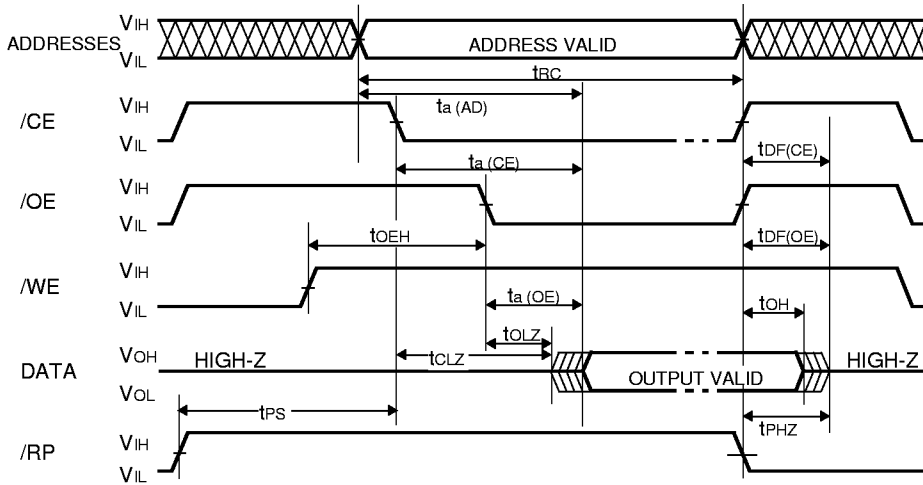 ADDRESSES VIH VIL ADDRESS VALID
tRC
ta (AD)
/CE VIH VIL
ta (CE) tDF(CE)
/OE VIH VIL
tOEH tDF(OE)
/WE VIH VIL
ta (OE) tOH
tOLZ
tCLZ
DATA VOH VOL HIGH-Z OUTPUT VALID HIGH-Z
tPS tPHZ
/RP VIH VIL